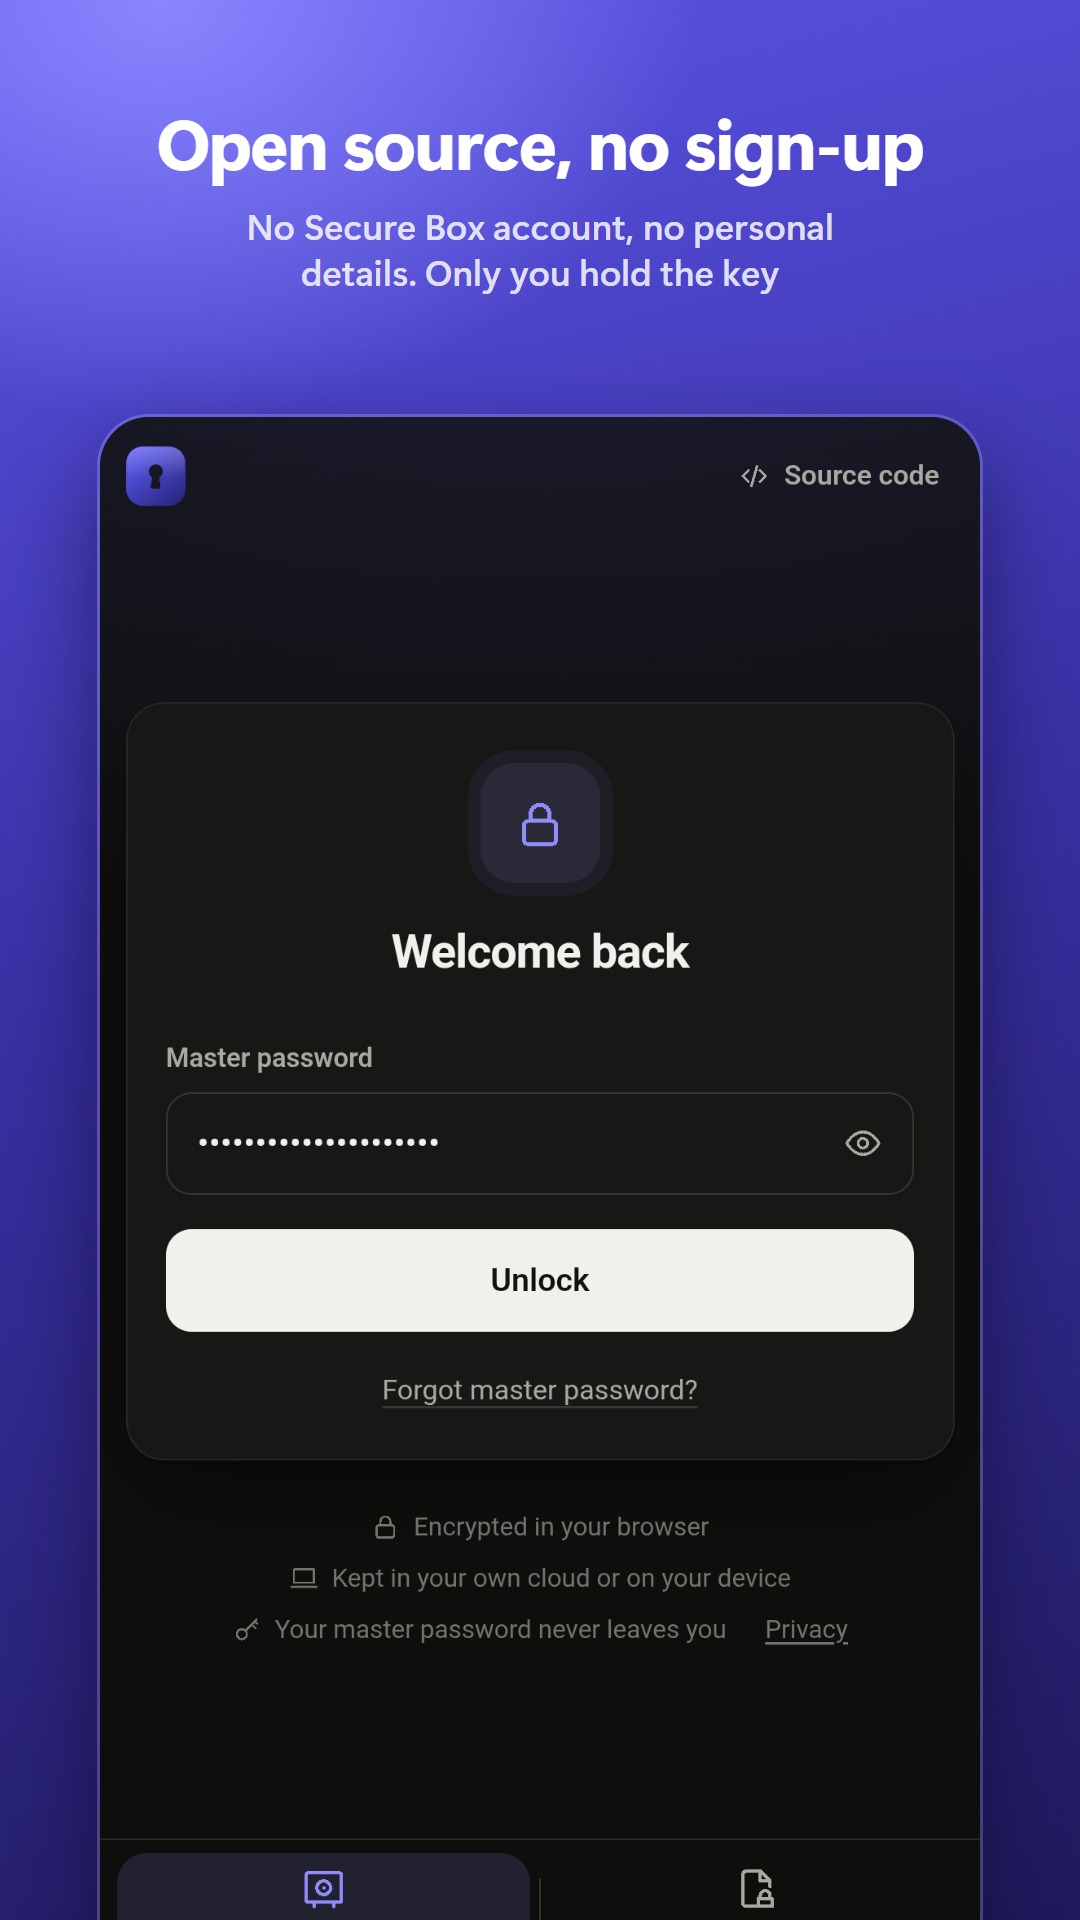 Open source, no sign-up
No Secure Box account, no personal
details. Only you hold the key
Source code
Welcome back
Master password
••••••••••••••••••••••
Unlock
Forgot master password?
Encrypted in your browser
Kept in your own cloud or on your device
Your master password never leaves you Privacy